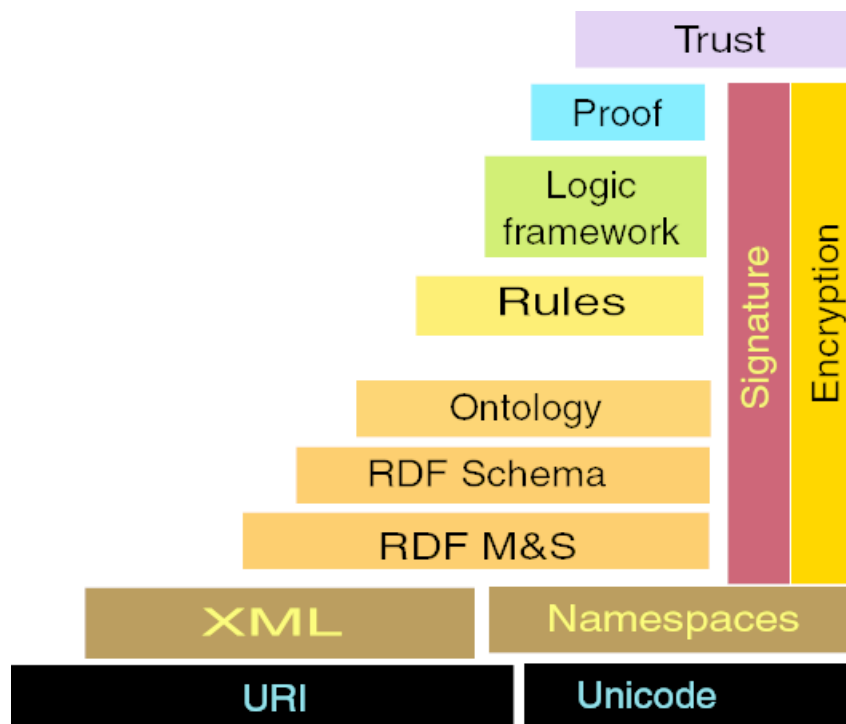 Trust
Proof
Logic
framework
Rules
Ontology
RDF Schema
RDF M&S
Signature
Encryption
XML
Namespaces
URI
Unicode